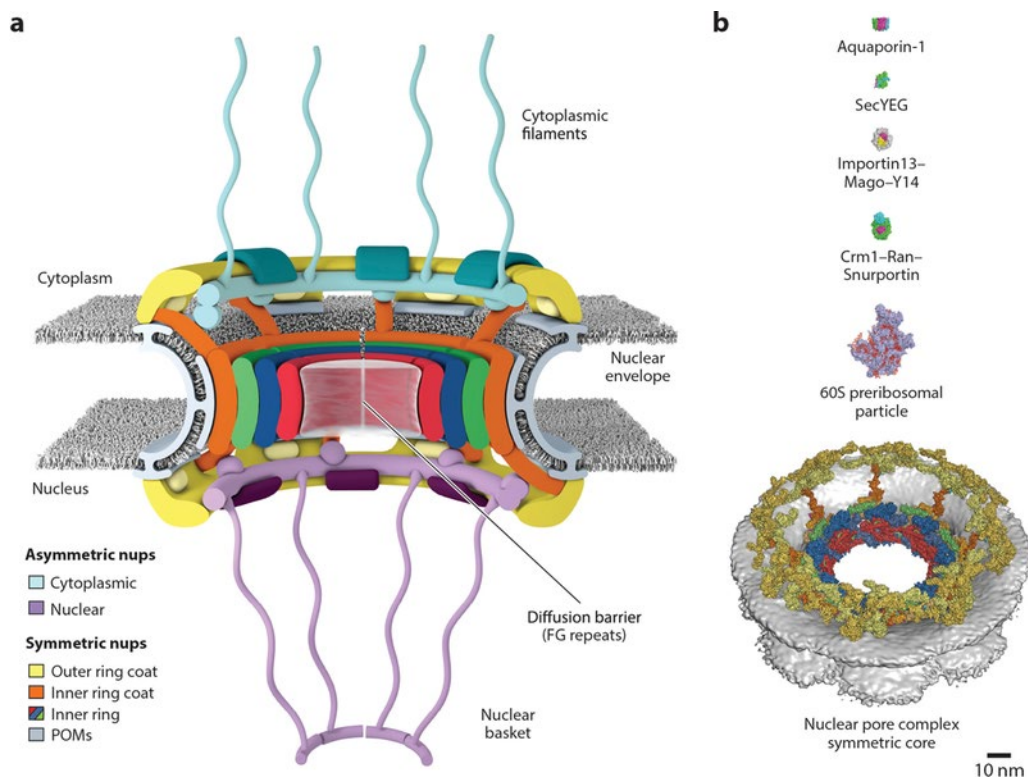 a
Cytoplasmic
filaments
Cytoplasm
Nuclear
envelope
Nucleus
Asymmetric nups
Cytoplasmic
Nuclear
Symmetric nups
Outer ring coat
Inner ring coat
Inner ring
POMs
Diffusion barrier
(FG repeats)
Nuclear
basket
b
Aquaporin-1
SecYEG
Importin13–
Mago–Y14
Crm1–Ran–
Snurportin
60S preribosomal
particle
Nuclear pore complex
symmetric core
10 nm